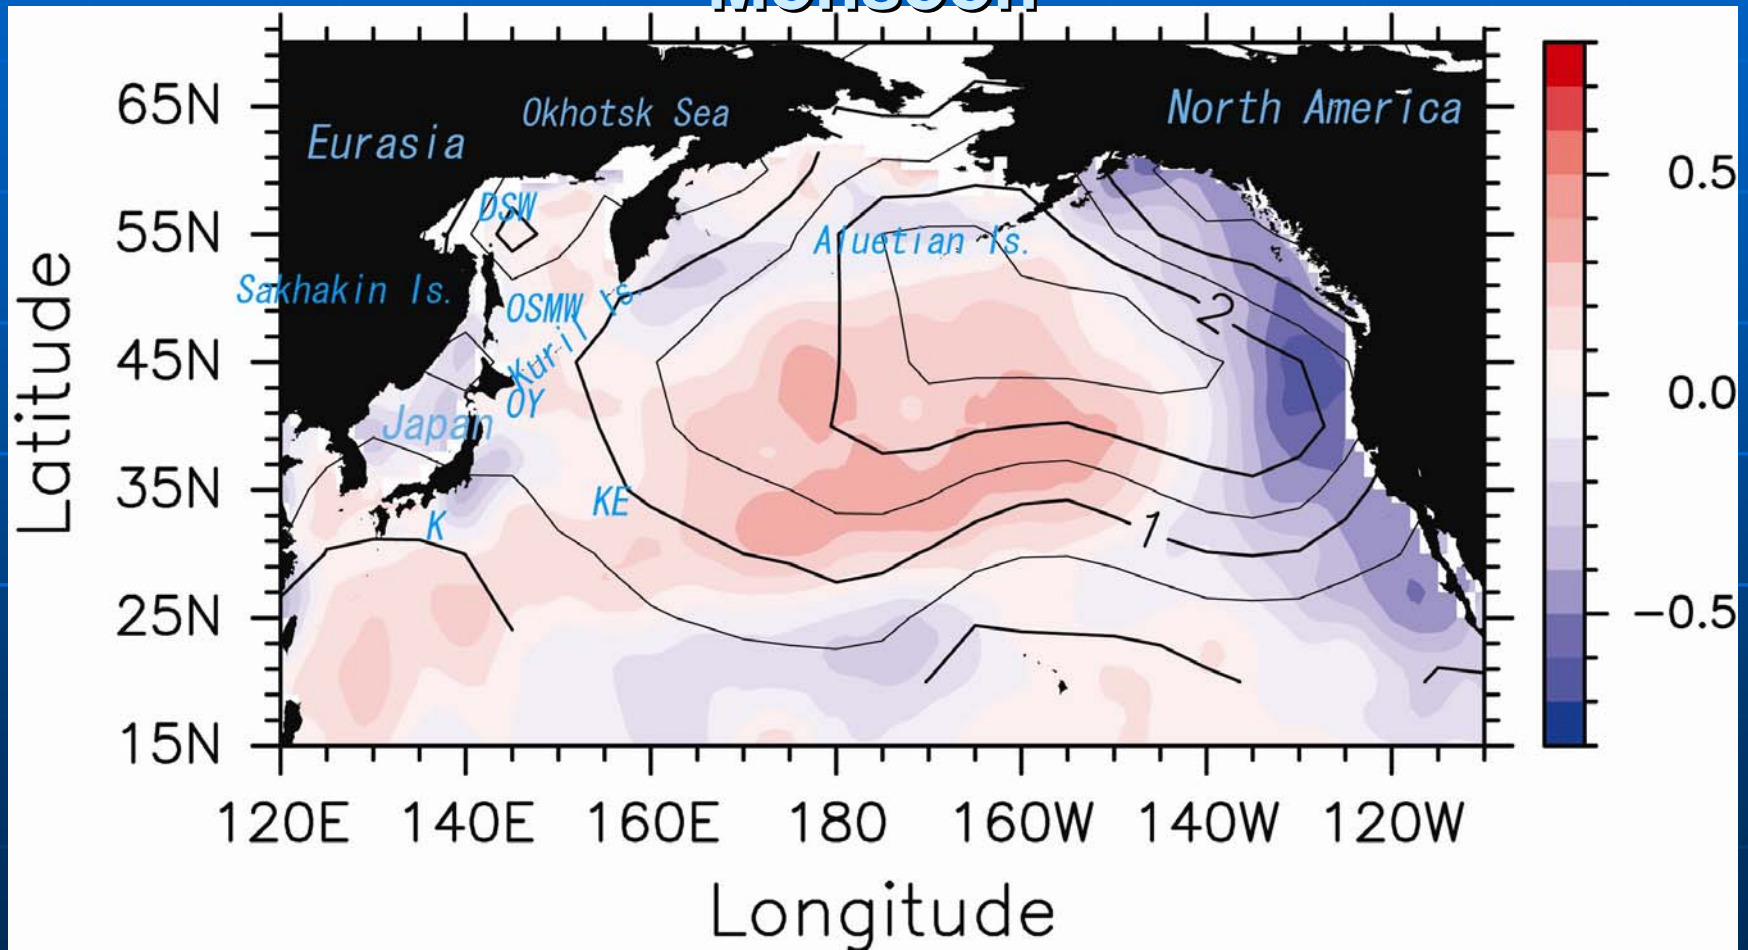 Monsoon
65N
55N
45N
35N
25N
15N
Latitude
Eurasia
Okhotsk Sea
North America
DSW
Sakhakin Is.
OSMW
Kuril Is.
Aluetian Is.
OY
Japan
KE
K
2
1
0.5
0.0
−0.5
120E 140E 160E 180 160W 140W 120W
Longitude